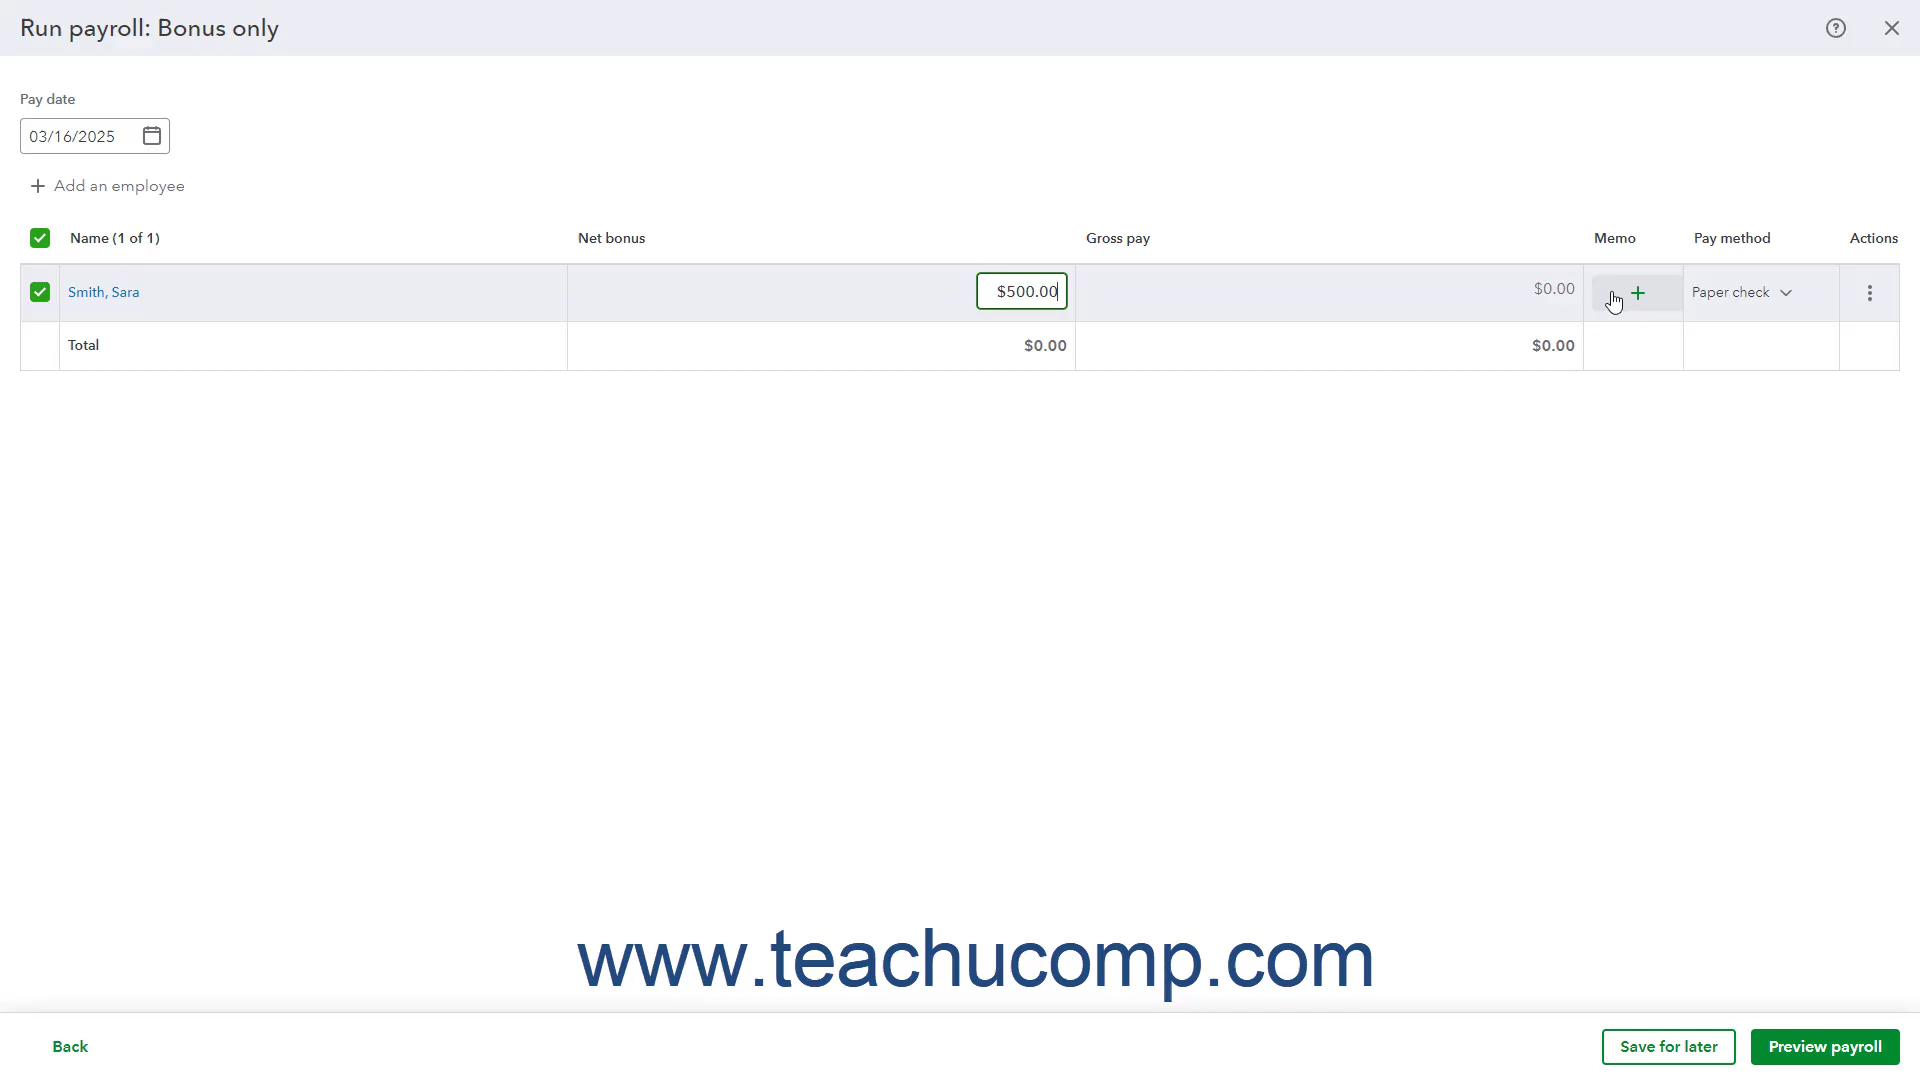 Run payroll: Bonus only
Pay date
03/16/2025
Add an employee
Name (1 of 1) Net bonus Gross pay Memo Pay method Actions
Smith, Sara $500.00 $0.00 Paper check
Total $0.00 $0.00
www.teachucomp.com
Back Save for later Preview payroll